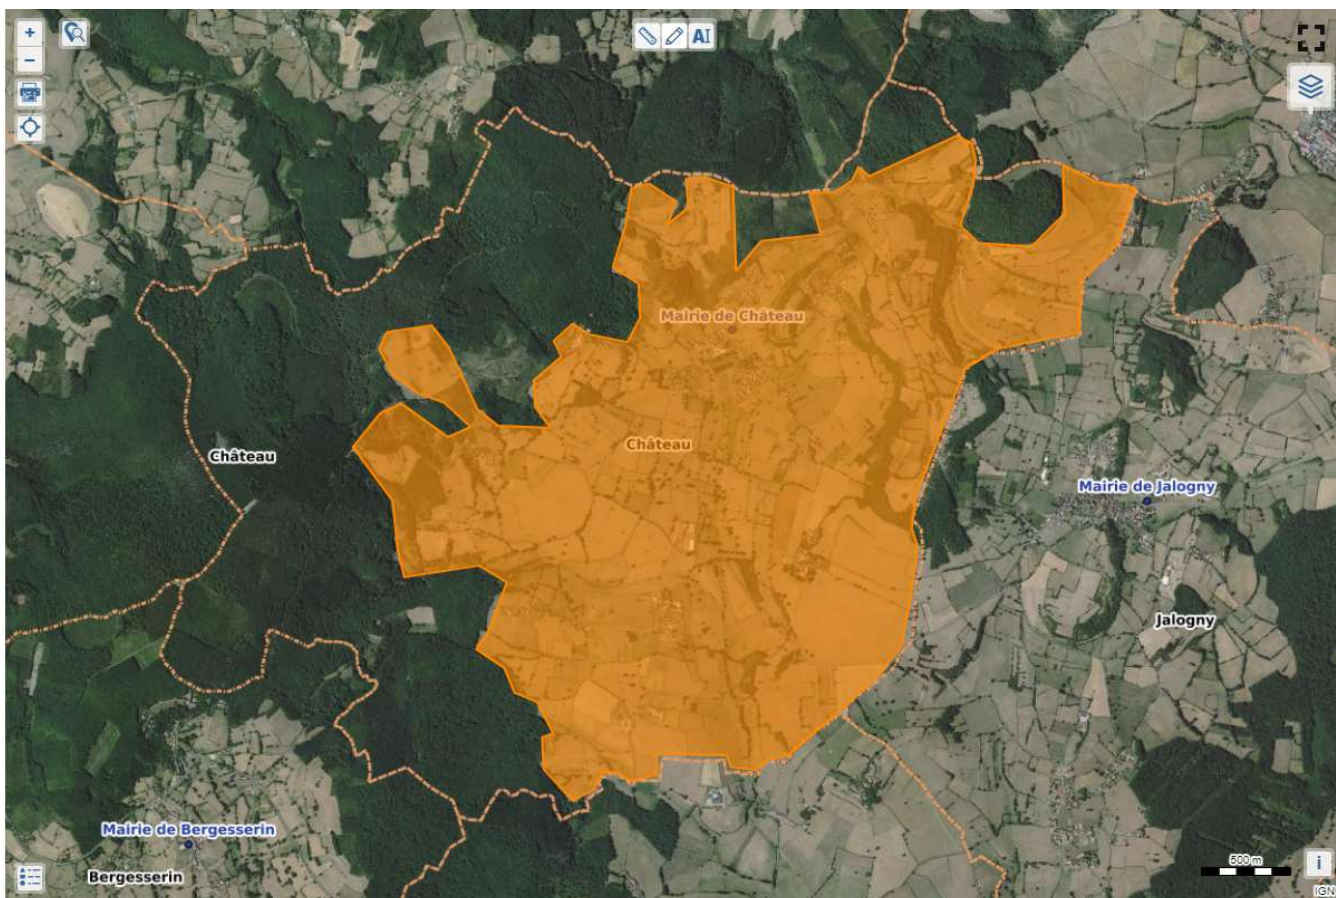 +
AI
−
Mairie de Château
Château
Château
Mairie de Jalogny
Jalogny
Mairie de Bergesserin
Bergesserin
500 m
i
IGN